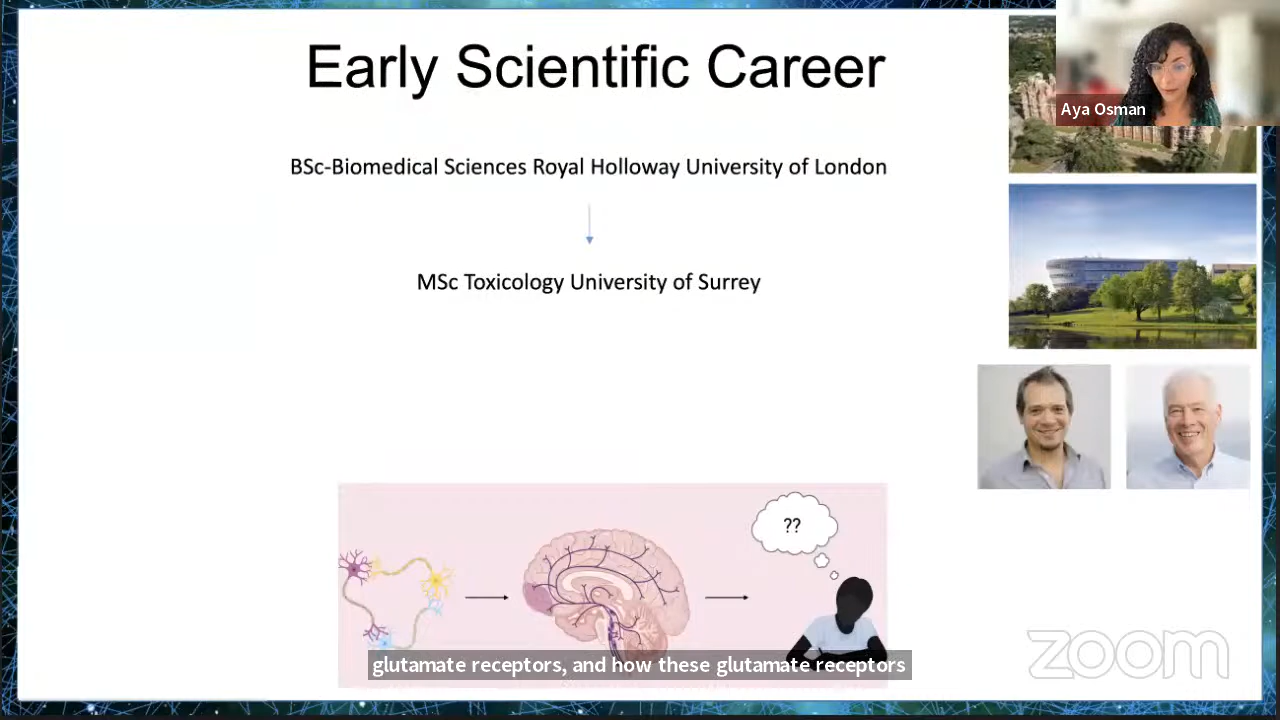 Early Scientific Career
Aya Osman
BSc-Biomedical Sciences Royal Holloway University of London
MSc Toxicology University of Surrey
??
glutamate receptors, and how these glutamate receptors
zoom